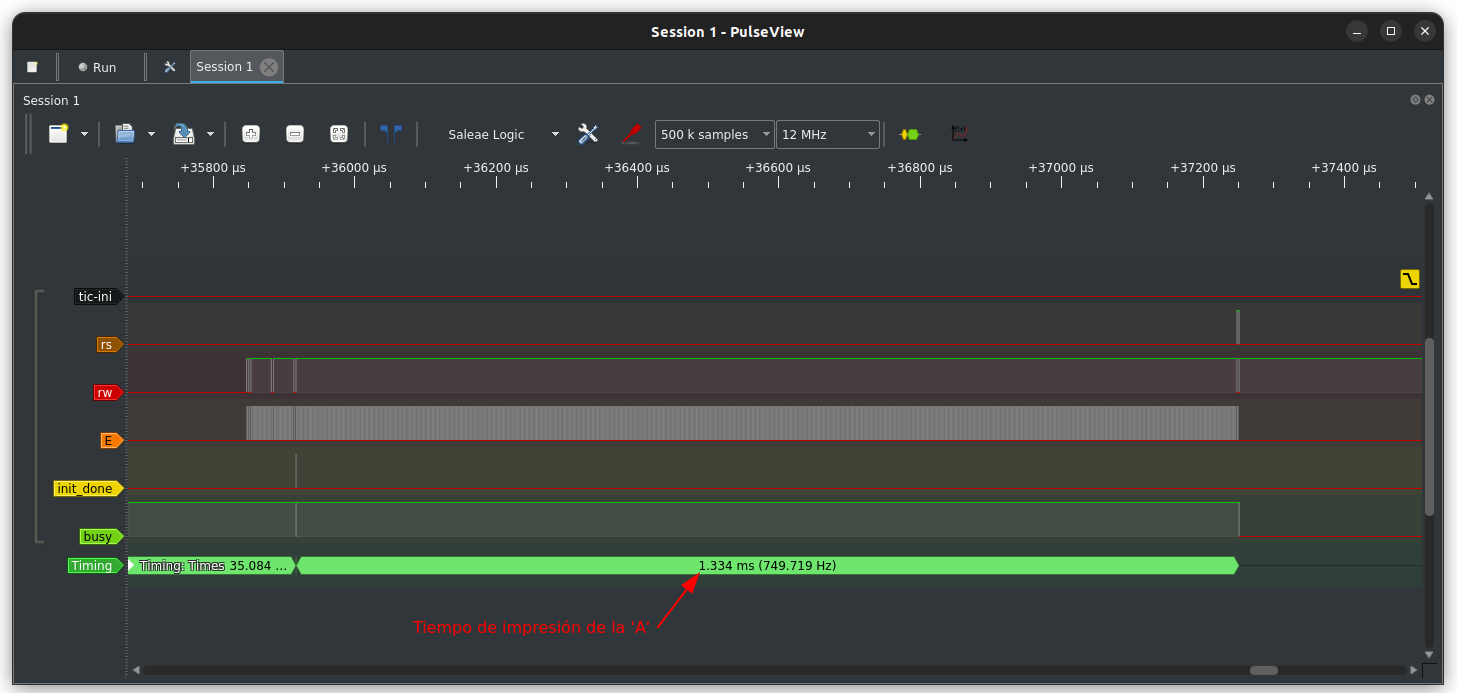 Session 1 - PulseView
Run
Session 1
Session 1
Saleae Logic
500 k samples
12 MHz
+35800 µs +36000 µs +36200 µs +36400 µs +36600 µs +36800 µs +37000 µs +37200 µs +37400 µs
tic-ini
rs
rw
E
init_done
busy
Timing
Timing: Times 35.084 ...
1.334 ms (749.719 Hz)
Tiempo de impresión de la 'A'